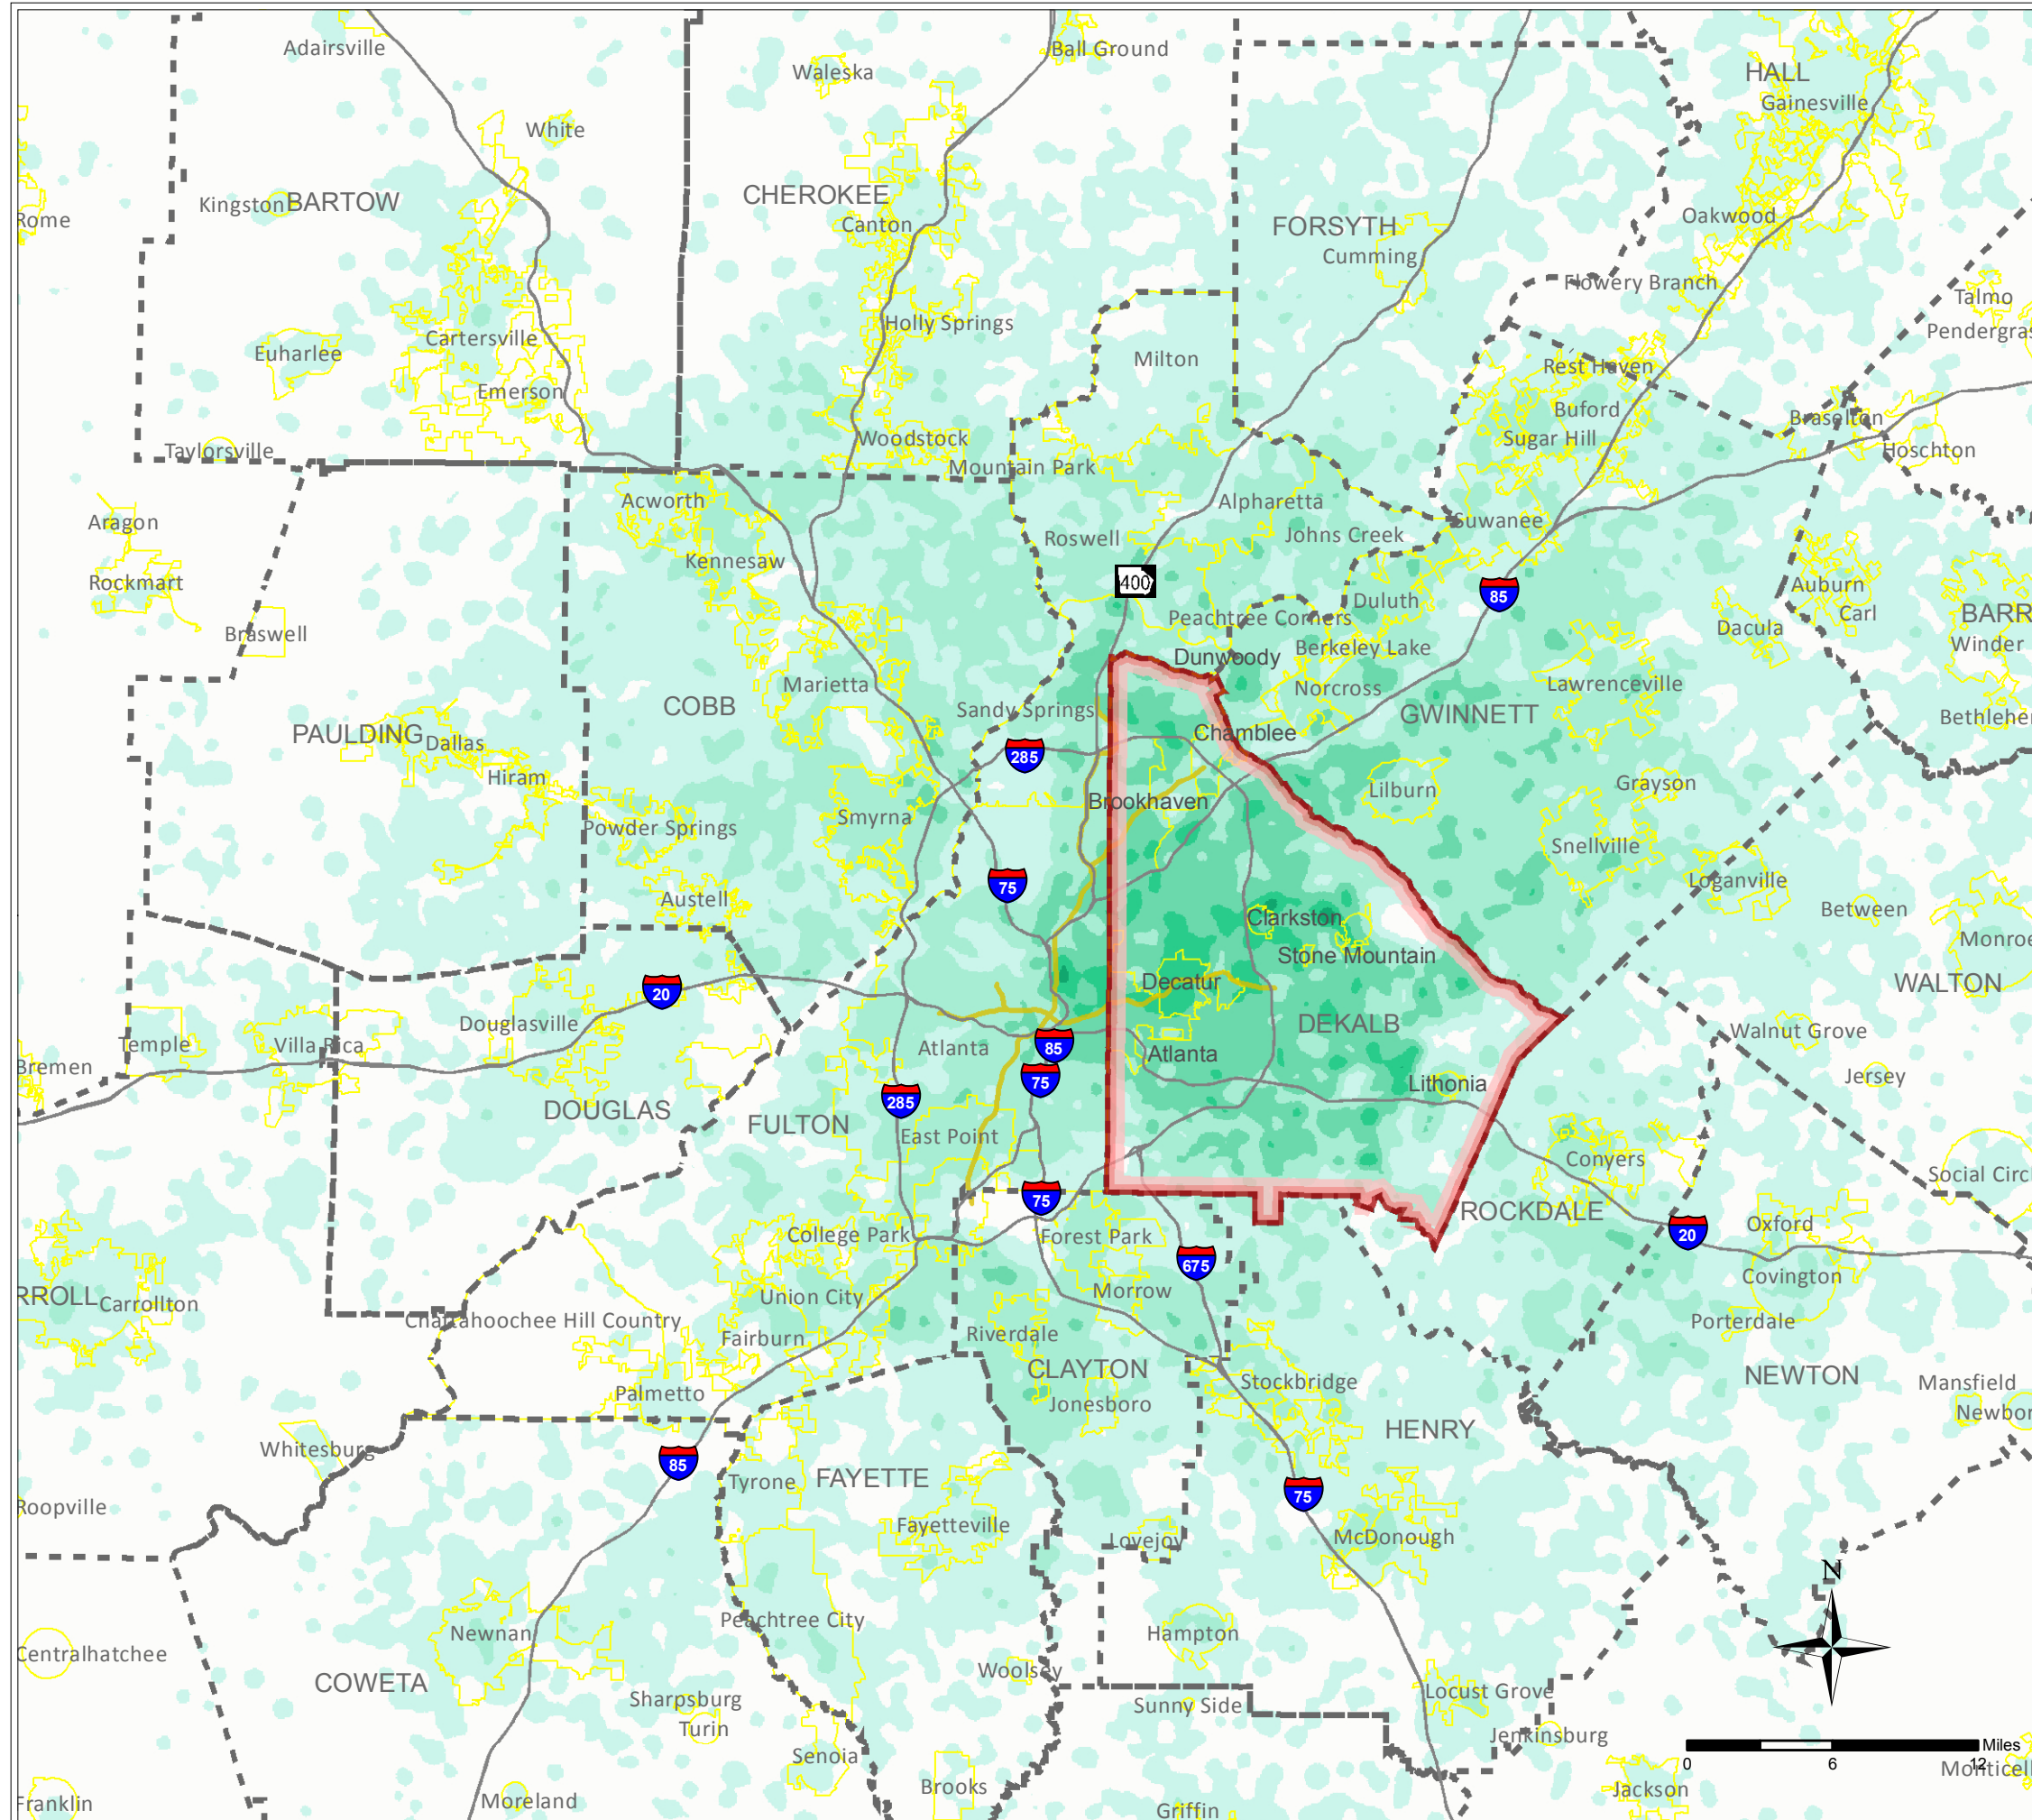 Adairsville
Ball Ground
Waleska
HALL
Gainesville
White
CHEROKEE
Kingston
BARTOW
Rome
Canton
Oakwood
FORSYTH
Cumming
Flowery Branch
Talmo
Holly Springs
Pendergras
Cartersville
Euharlee
Milton
Rest Haven
Emerson
Buford
Braselton
Sugar Hill
Woodstock
Taylorsville
Hoschton
Mountain Park
Acworth
Alpharetta
Aragon
Suwanee
Roswell
Johns Creek
Kennesaw
Rockmart
400
85
Auburn
Duluth
Carl
BARR
Peachtree Corners
Dacula
Braswell
Winder
Berkeley Lake
Dunwoody
Marietta
Norcross
Lawrenceville
COBB
Sandy Springs
GWINNETT
Bethleher
PAULDING
Dallas
Chamblee
285
Hiram
Grayson
Lilburn
Brookhaven
Smyrna
Powder Springs
Snellville
75
Loganville
Austell
Between
Clarkston
Monroe
Stone Mountain
Decatur
WALTON
20
Douglasville
DEKALB
Walnut Grove
Temple
Villa Rica
Atlanta
85
Atlanta
Bremen
75
Jersey
Lithonia
285
DOUGLAS
FULTON
East Point
Conyers
Social Circl
75
ROCKDALE
Oxford
College Park
Forest Park
20
675
Covington
Morrow
Union City
RROLL
Carrollton
Chattahoochee Hill Country
Porterdale
Fairburn
Riverdale
CLAYTON
NEWTON
Stockbridge
Mansfield
Palmetto
Jonesboro
Newbor
HENRY
Whitesburg
85
FAYETTE
Tyrone
75
Roopville
Fayetteville
McDonough
Lovejoy
N
Peachtree City
Newnan
Hampton
Centralhatchee
Woolsey
COWETA
Locust Grove
Sharpsburg
Sunny Side
Turin
Jenkinsburg
Miles
Senoia
0 6 12
Monticell
Brooks
Jackson
Moreland
Franklin
Griffin